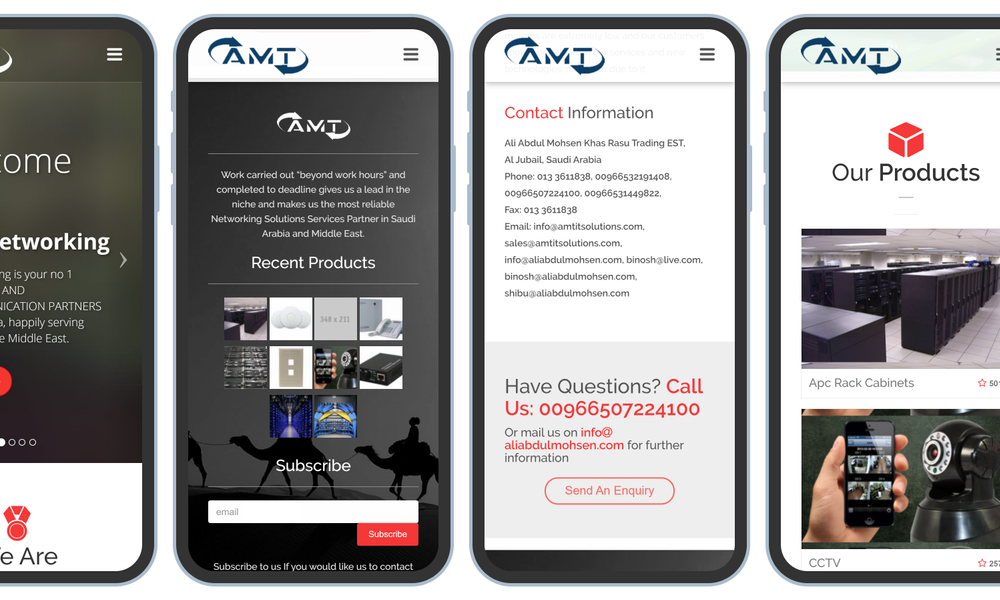 come
etworking
ng is your no 1
AND
NICATION PARTNERS
a, happily serving
e Middle East.
e Are
AMT
AMT
Work carried out “beyond work hours” and
completed to deadline gives us a lead in the
niche and makes us the most reliable
Networking Solutions Services Partner in Saudi
Arabia and Middle East.
Recent Products
348 x 211
Subscribe
email
Subscribe
Subscribe to us If you would like us to contact
AMT
Contact Information
Ali Abdul Mohsen Khas Rasu Trading EST,
Al Jubail, Saudi Arabia
Phone: 013 3611838, 00966532191408,
00966507224100, 00966531449822,
Fax: 013 3611838
Email: info@amtitsolutions.com,
sales@amtitsolutions.com,
info@aliabdulmohsen.com, binosh@live.com,
binosh@aliabdulmohsen.com,
shibu@aliabdulmohsen.com
Have Questions? Call
Us: 00966507224100
Or mail us on info@
aliabdulmohsen.com for further
information
Send An Enquiry
AMT
Our Products
Apc Rack Cabinets
501
CCTV
257